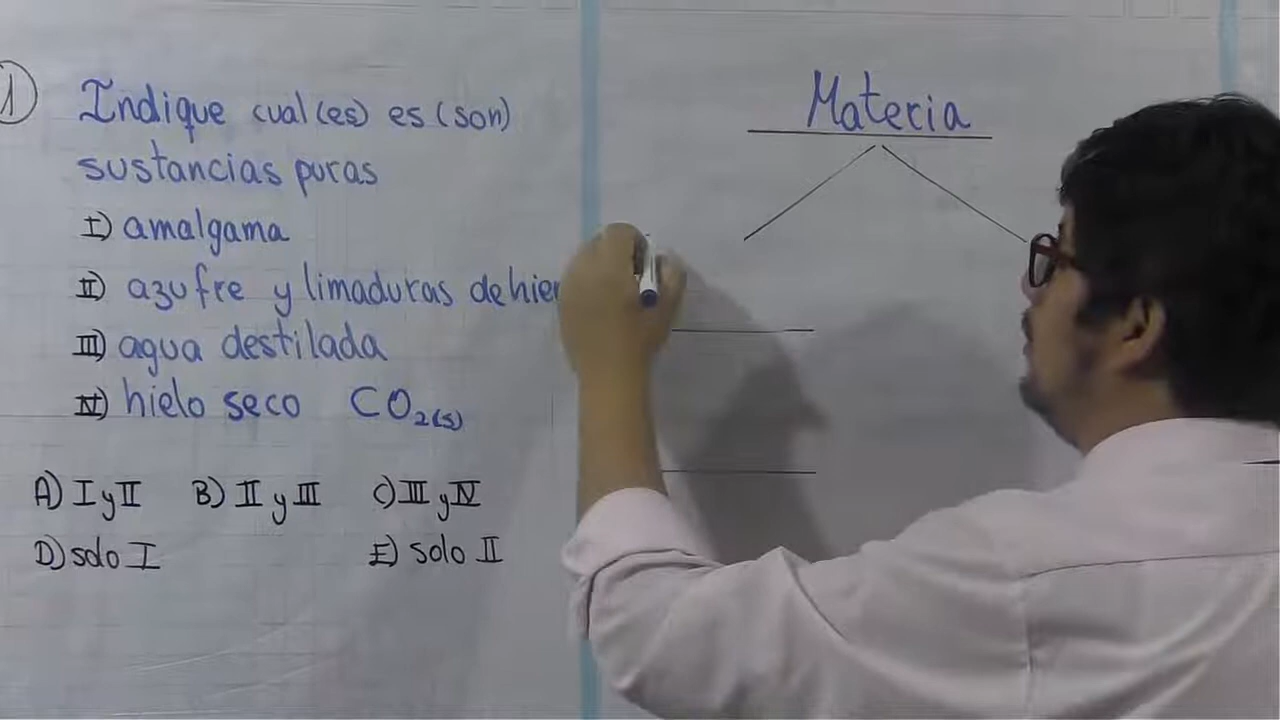 1
Indique cual(es) es (son)
sustancias puras
I) amalgama
II) azufre y limaduras de
III) agua destilada
IV) hielo seco CO2(s)
A) I y II B) II y III C) III y IV
D) solo I E) solo II
Materia